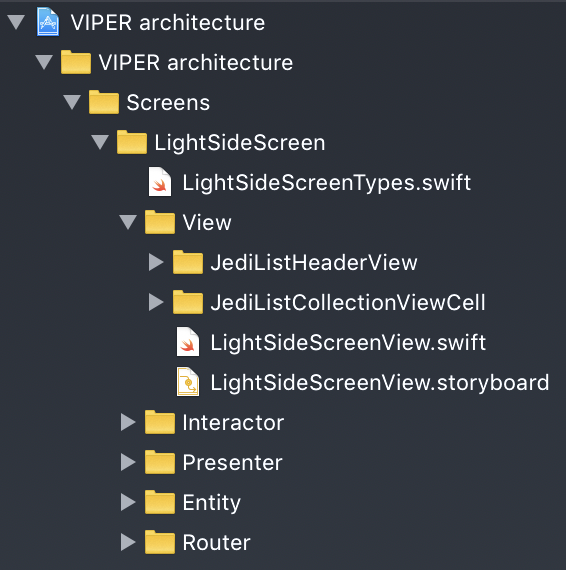 VIPER architecture
VIPER architecture
Screens
LightSideScreen
LightSideScreenTypes.swift
View
JediListHeaderView
JediListCollectionViewCell
LightSideScreenView.swift
LightSideScreenView.storyboard
Interactor
Presenter
Entity
Router